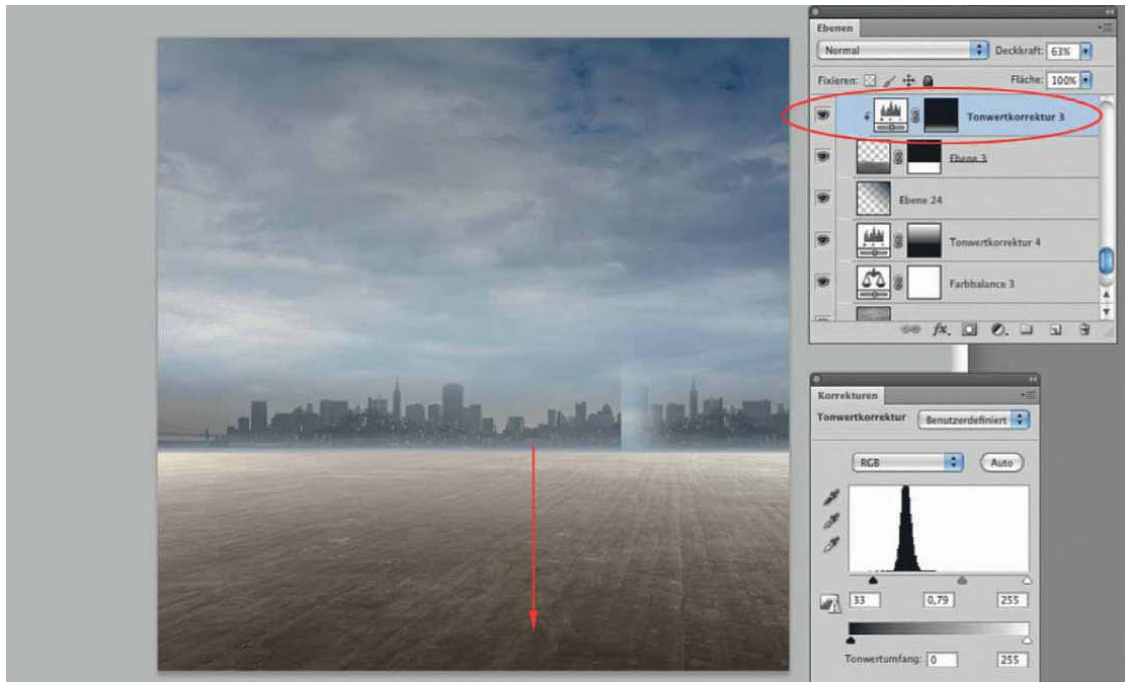 Ebenen
Normal Deckkraft: 63%
Fixieren: Fläche: 100%
Tonwertkorrektur 3
Ebene 3
Ebene 24
Tonwertkorrektur 4
Farbbalance 3
fx.
Korrekturen
Tonwertkorrektur Benutzerdefiniert
RGB Auto
33 0,79 255
Tonwertumfang: 0 255